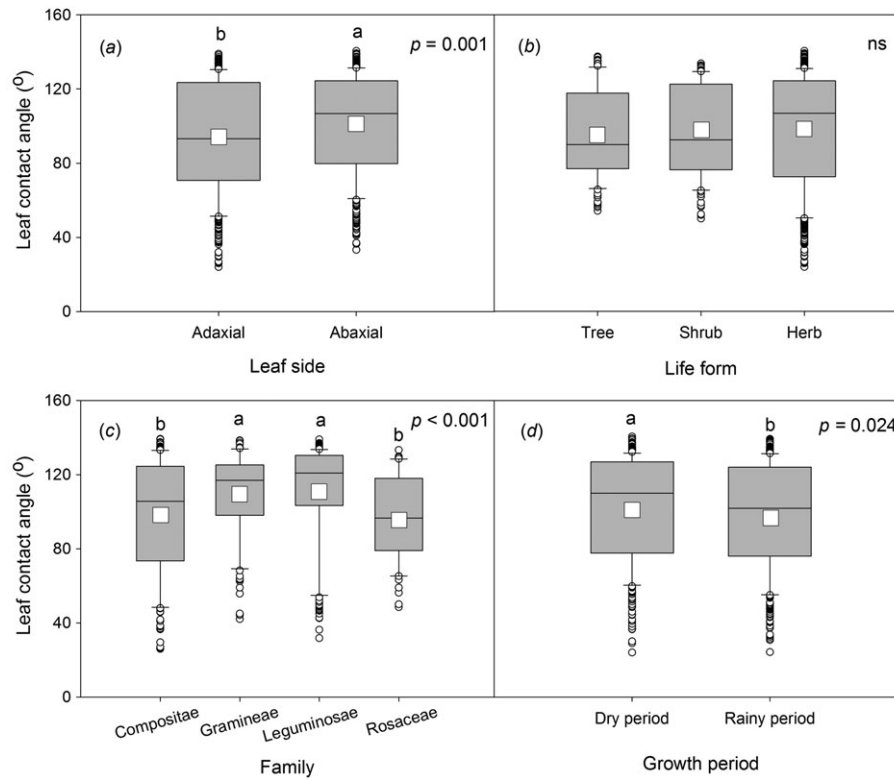 160
120
80
40
0
Leaf contact angle (O)
(a)
b
a
p = 0.001
Adaxial
Abaxial
Leaf side
(b)
ns
Tree
Shrub
Herb
Life form
160
120
80
40
0
Leaf contact angle (O)
(c)
b
a
a
b
p < 0.001
Compositae
Gramineae
Leguminosae
Rosaceae
Family
(d)
a
b
p = 0.024
Dry period
Rainy period
Growth period